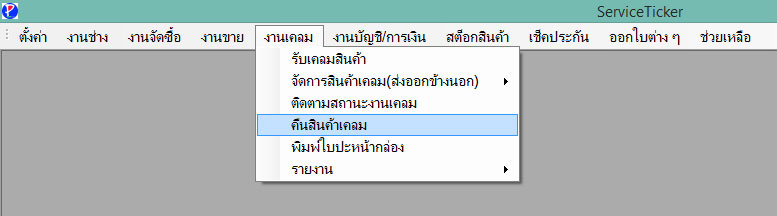 ServiceTicker
ตั้งค่า งานช่าง งานจัดซื้อ งานขาย งานเคลม งานบัญชี/การเงิน สต็อกสินค้า เช็คประกัน ออกใบต่าง ๆ ช่วยเหลือ
รับเคลมสินค้า
จัดการสินค้าเคลม(ส่งออกข้างนอก)
ติดตามสถานะงานเคลม
คืนสินค้าเคลม
พิมพ์ใบปะหน้ากล่อง
รายงาน